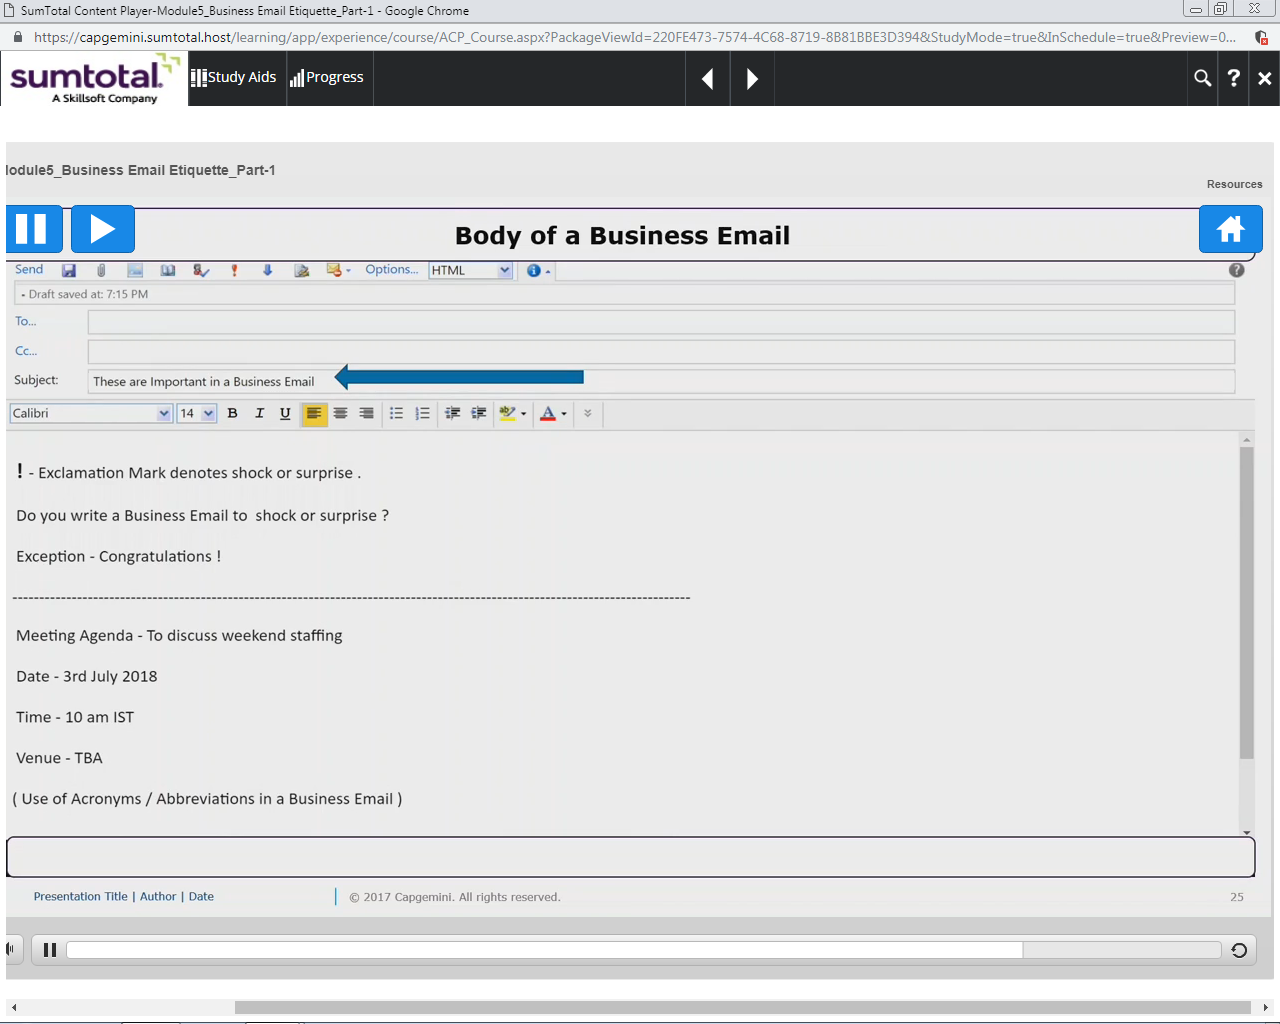 SumTotal Content Player-Module5_Business Email Etiquette_Part-1 - Google Chrome
https://capgemini.sumtotal.host/learning/app/experience/course/ACP_Course.aspx?PackageViewId=220FE473-7574-4C68-8719-8B81BBE3D394&StudyMode=true&InSchedule=true&Preview=0...
sumtotal.
A Skillsoft Company
Study Aids
Progress
?
odule5_Business Email Etiquette_Part-1
Resources
Body of a Business Email
Send
Options...
HTML
- Draft saved at: 7:15 PM
To...
Cc...
Subject:
These are Important in a Business Email
Calibri
14
B I U
! - Exclamation Mark denotes shock or surprise .
Do you write a Business Email to shock or surprise ?
Exception - Congratulations !
Meeting Agenda - To discuss weekend staffing
Date - 3rd July 2018
Time - 10 am IST
Venue - TBA
( Use of Acronyms / Abbreviations in a Business Email )
Presentation Title | Author | Date
© 2017 Capgemini. All rights reserved.
25